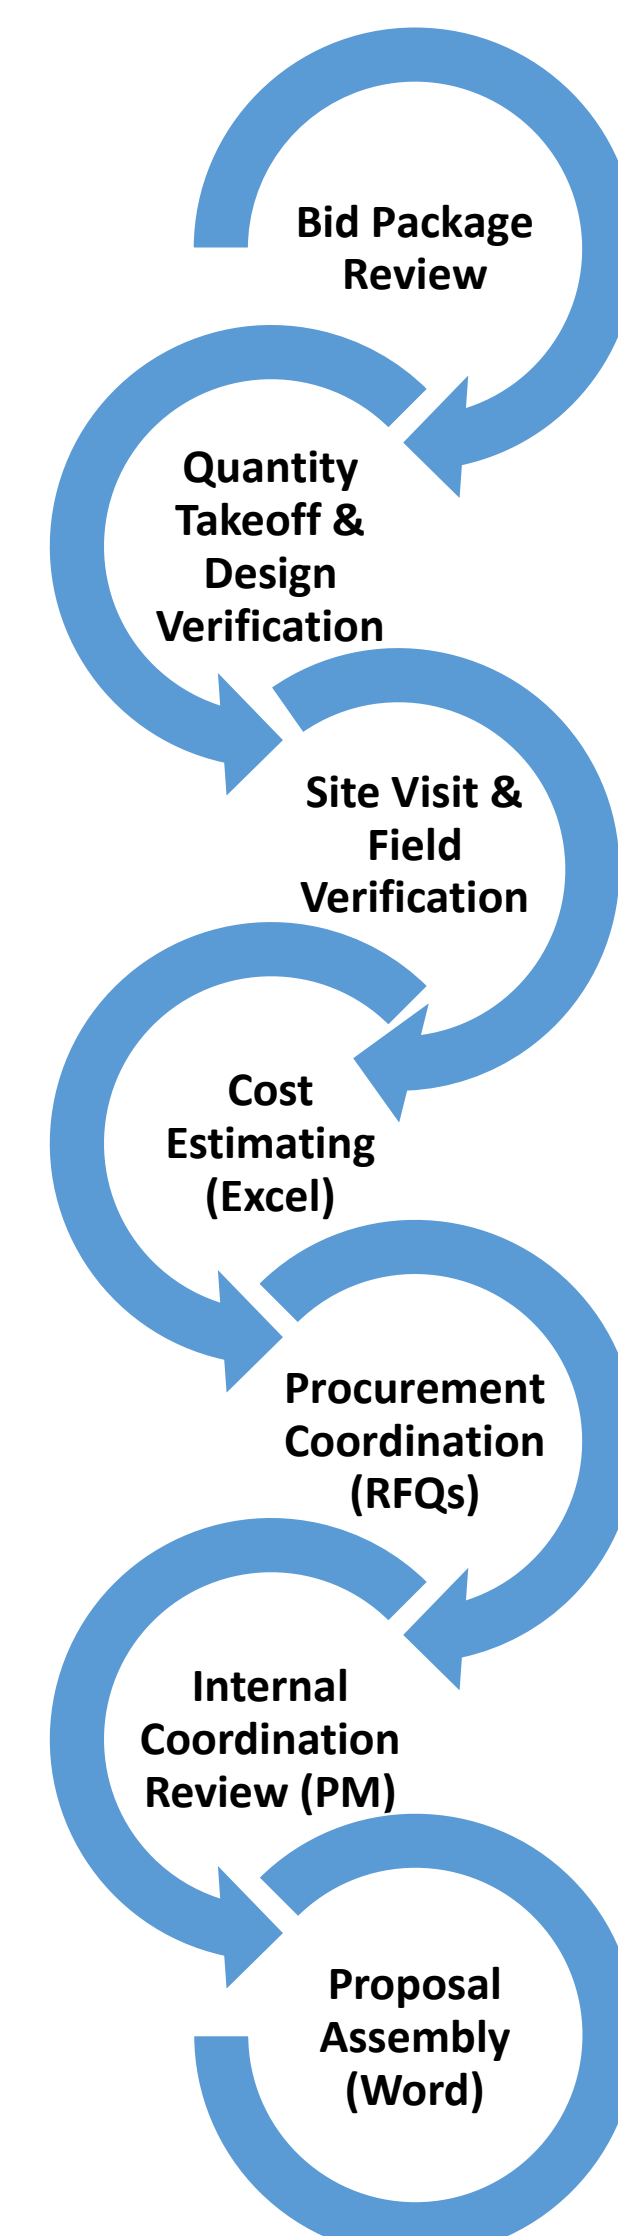 Bid Package
Review
Quantity
Takeoff &
Design
Verification
Site Visit &
Field
Verification
Cost
Estimating
(Excel)
Procurement
Coordination
(RFQs)
Internal
Coordination
Review (PM)
Proposal
Assembly
(Word)